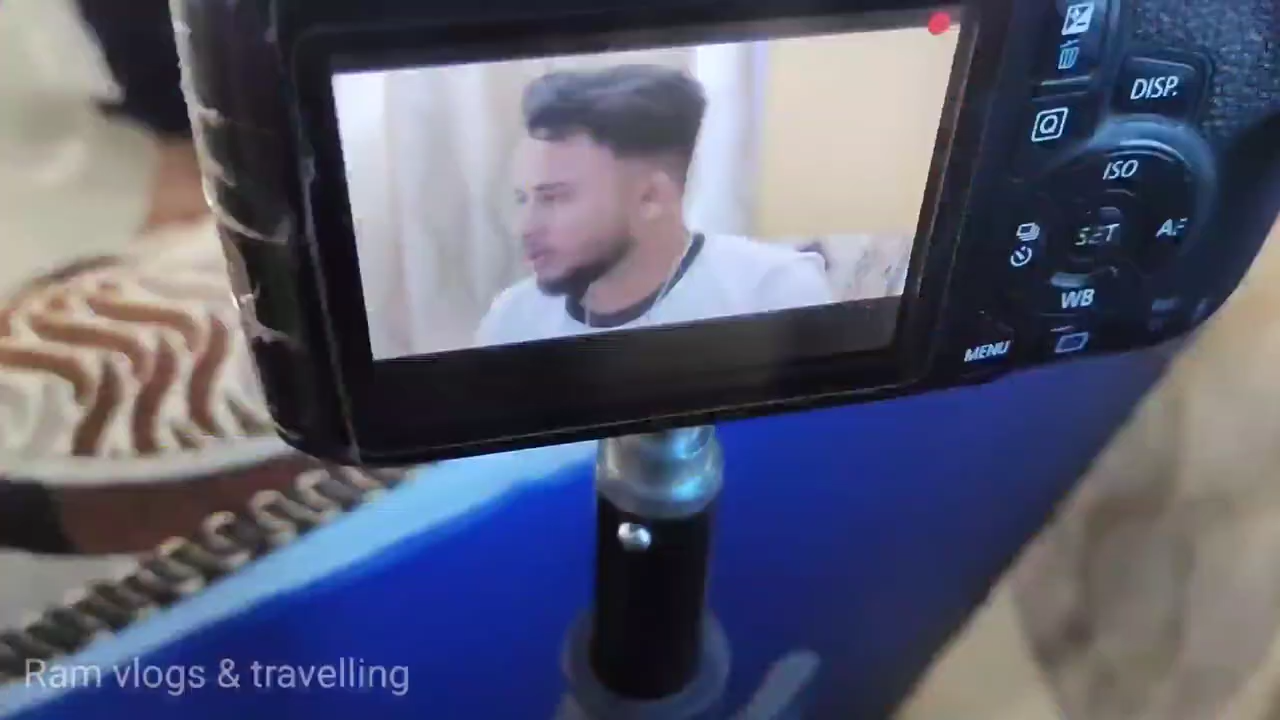 DISP.
Q
ISO
SET
AF
WB
MENU
Ram vlogs & travelling